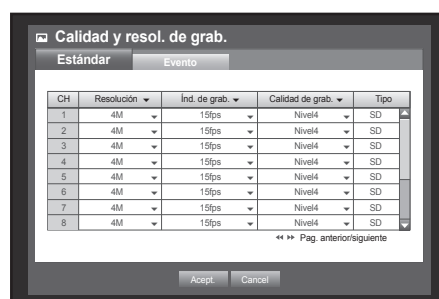 Calidad y resol. de grab.
Estándar Evento
CH Resolución Índ. de grab. Calidad de grab. Tipo
1 4M 15fps Nivel4 SD
2 4M 15fps Nivel4 SD
3 4M 15fps Nivel4 SD
4 4M 15fps Nivel4 SD
5 4M 15fps Nivel4 SD
6 4M 15fps Nivel4 SD
7 4M 15fps Nivel4 SD
8 4M 15fps Nivel4 SD
Pag. anterior/siguiente
Acept. Cancel